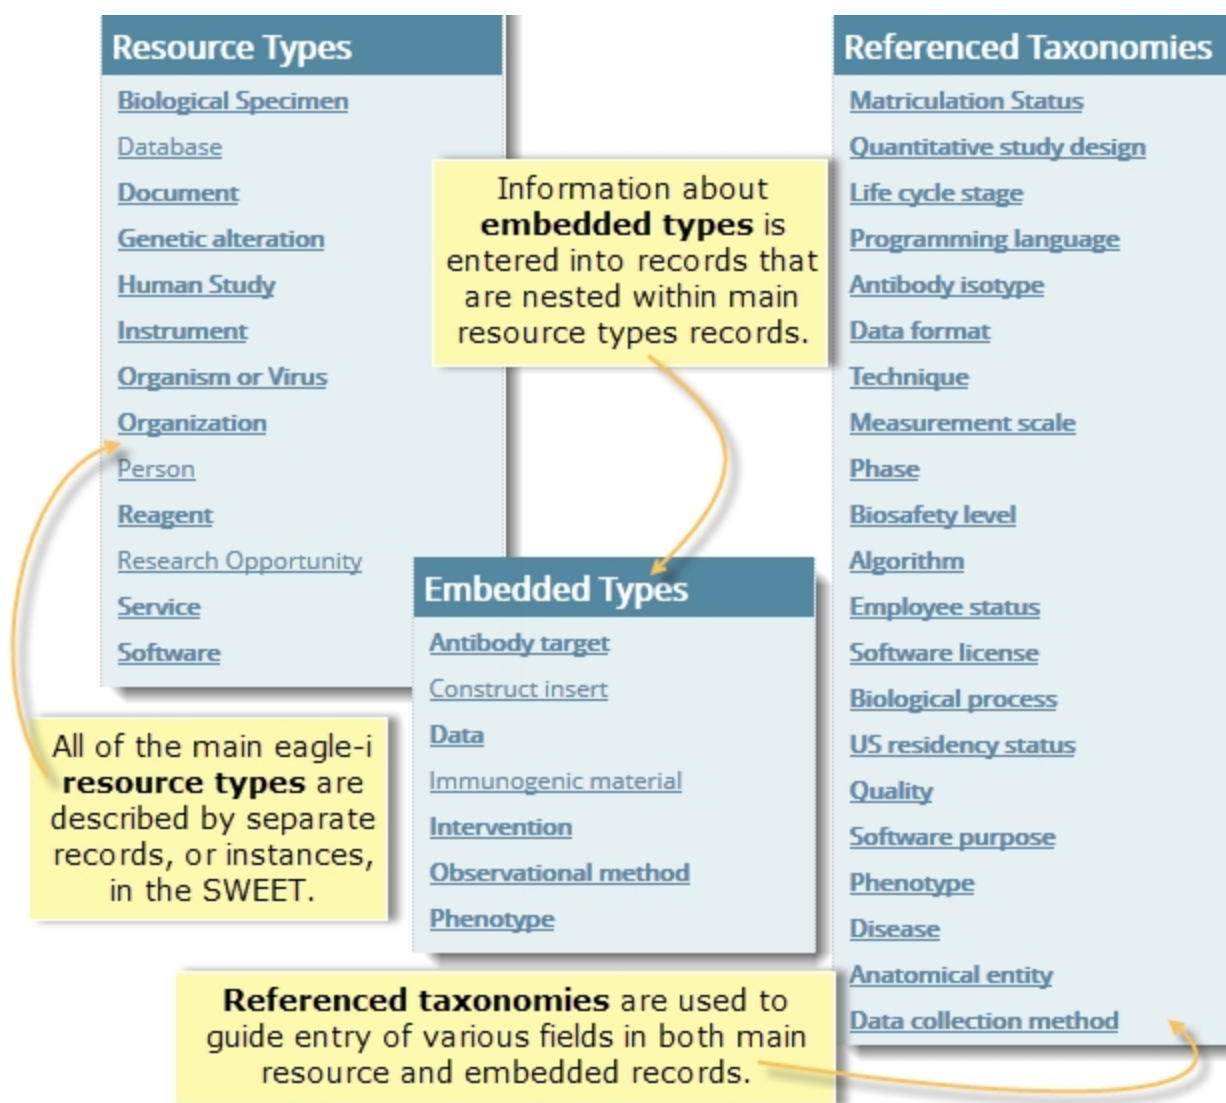 Resource Types
Biological Specimen
Database
Document
Genetic alteration
Human Study
Instrument
Organism or Virus
Organization
Person
Reagent
Research Opportunity
Service
Software
All of the main eagle-i
resource types are
described by separate
records, or instances,
in the SWEET.
Information about
embedded types is
entered into records that
are nested within main
resource types records.
Embedded Types
Antibody target
Construct insert
Data
Immunogenic material
Intervention
Observational method
Phenotype
Referenced taxonomies are used to
guide entry of various fields in both main
resource and embedded records.
Referenced Taxonomies
Matriculation Status
Quantitative study design
Life cycle stage
Programming language
Antibody isotype
Data format
Technique
Measurement scale
Phase
Biosafety level
Algorithm
Employee status
Software license
Biological process
US residency status
Quality
Software purpose
Phenotype
Disease
Anatomical entity
Data collection method